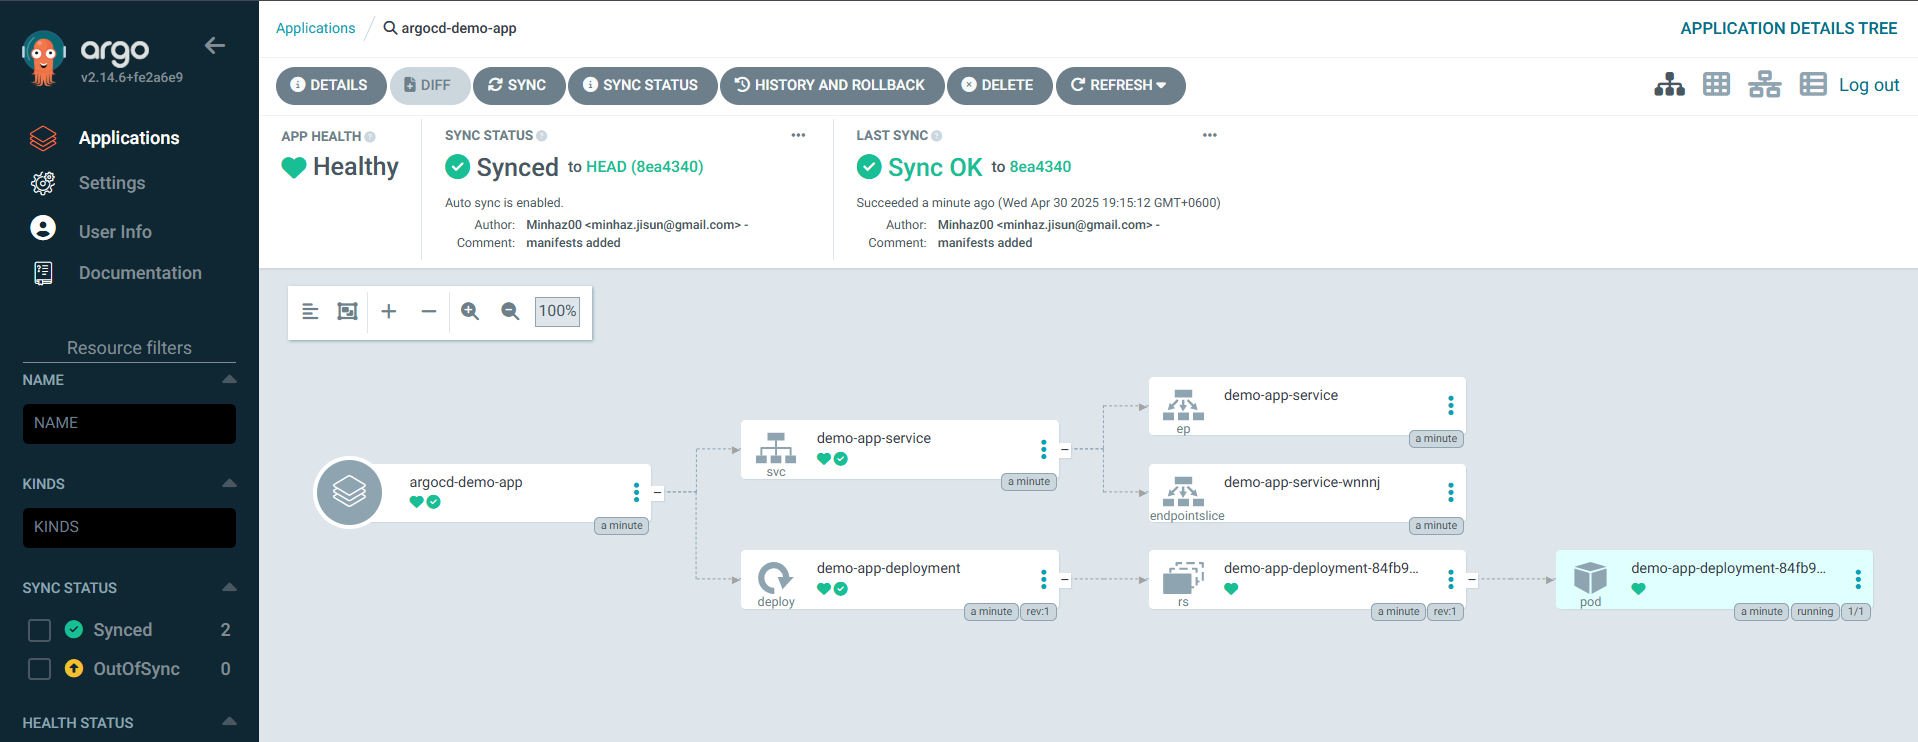 argo
v2.14.6+fe2a6e9
Applications
Settings
User Info
Documentation
Resource filters
NAME
NAME
KINDS
KINDS
SYNC STATUS
Synced 2
OutOfSync 0
HEALTH STATUS
Applications / argocd-demo-app
APPLICATION DETAILS TREE
DETAILS DIFF SYNC SYNC STATUS HISTORY AND ROLLBACK DELETE REFRESH
Log out
APP HEALTH
Healthy
SYNC STATUS
Synced to HEAD (8ea4340)
Auto sync is enabled.
Author: Minhaz00 <minhaz.jisun@gmail.com> -
Comment: manifests added
LAST SYNC
Sync OK to 8ea4340
Succeeded a minute ago (Wed Apr 30 2025 19:15:12 GMT+0600)
Author: Minhaz00 <minhaz.jisun@gmail.com> -
Comment: manifests added
100%
argocd-demo-app
a minute
demo-app-service
svc
a minute
demo-app-deployment
deploy
a minute rev:1
demo-app-service
ep
a minute
demo-app-service-wnnnj
endpointslice
a minute
demo-app-deployment-84fb9...
rs
a minute rev:1
demo-app-deployment-84fb9...
pod
a minute running 1/1